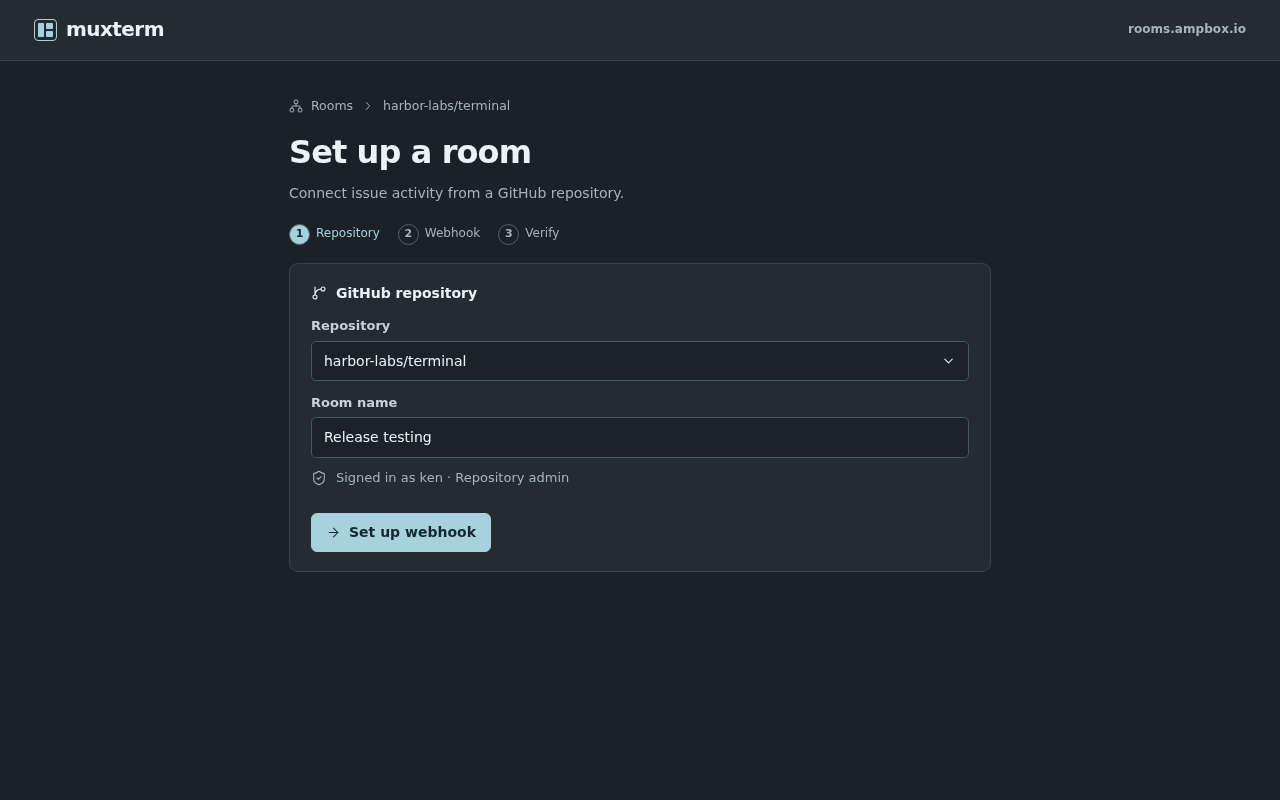 muxterm
rooms.ampbox.io
Rooms > harbor-labs/terminal
Set up a room
Connect issue activity from a GitHub repository.
1 Repository 2 Webhook 3 Verify
GitHub repository
Repository
harbor-labs/terminal
Room name
Release testing
Signed in as ken · Repository admin
Set up webhook